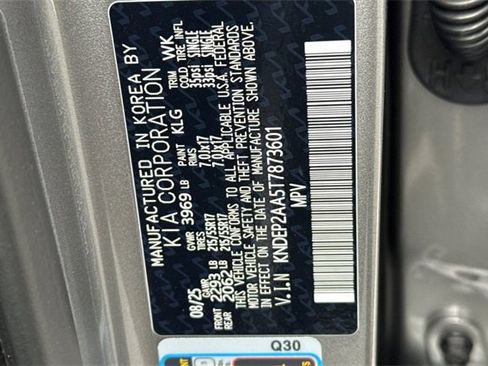 MANUFACTURED IN KOREA BY
KIA CORPORATION
08/25 GVWR 3969 LB PAINT KLG TRIM WK
GAWR TIRES RIMS COLD TIRE INFL
FRONT 2293 LB 215/55R17 7.0Jx17 35psi SINGLE
REAR 2062 LB 215/55R17 7.0Jx17 33psi SINGLE
THIS VEHICLE CONFORMS TO ALL APPLICABLE U.S.A FEDERAL
MOTOR VEHICLE SAFETY AND THEFT PREVENTION STANDARDS
IN EFFECT ON THE DATE OF MANUFACTURE SHOWN ABOVE.
V.I.N KNDEP2AA5T7873601
MPV
Q30